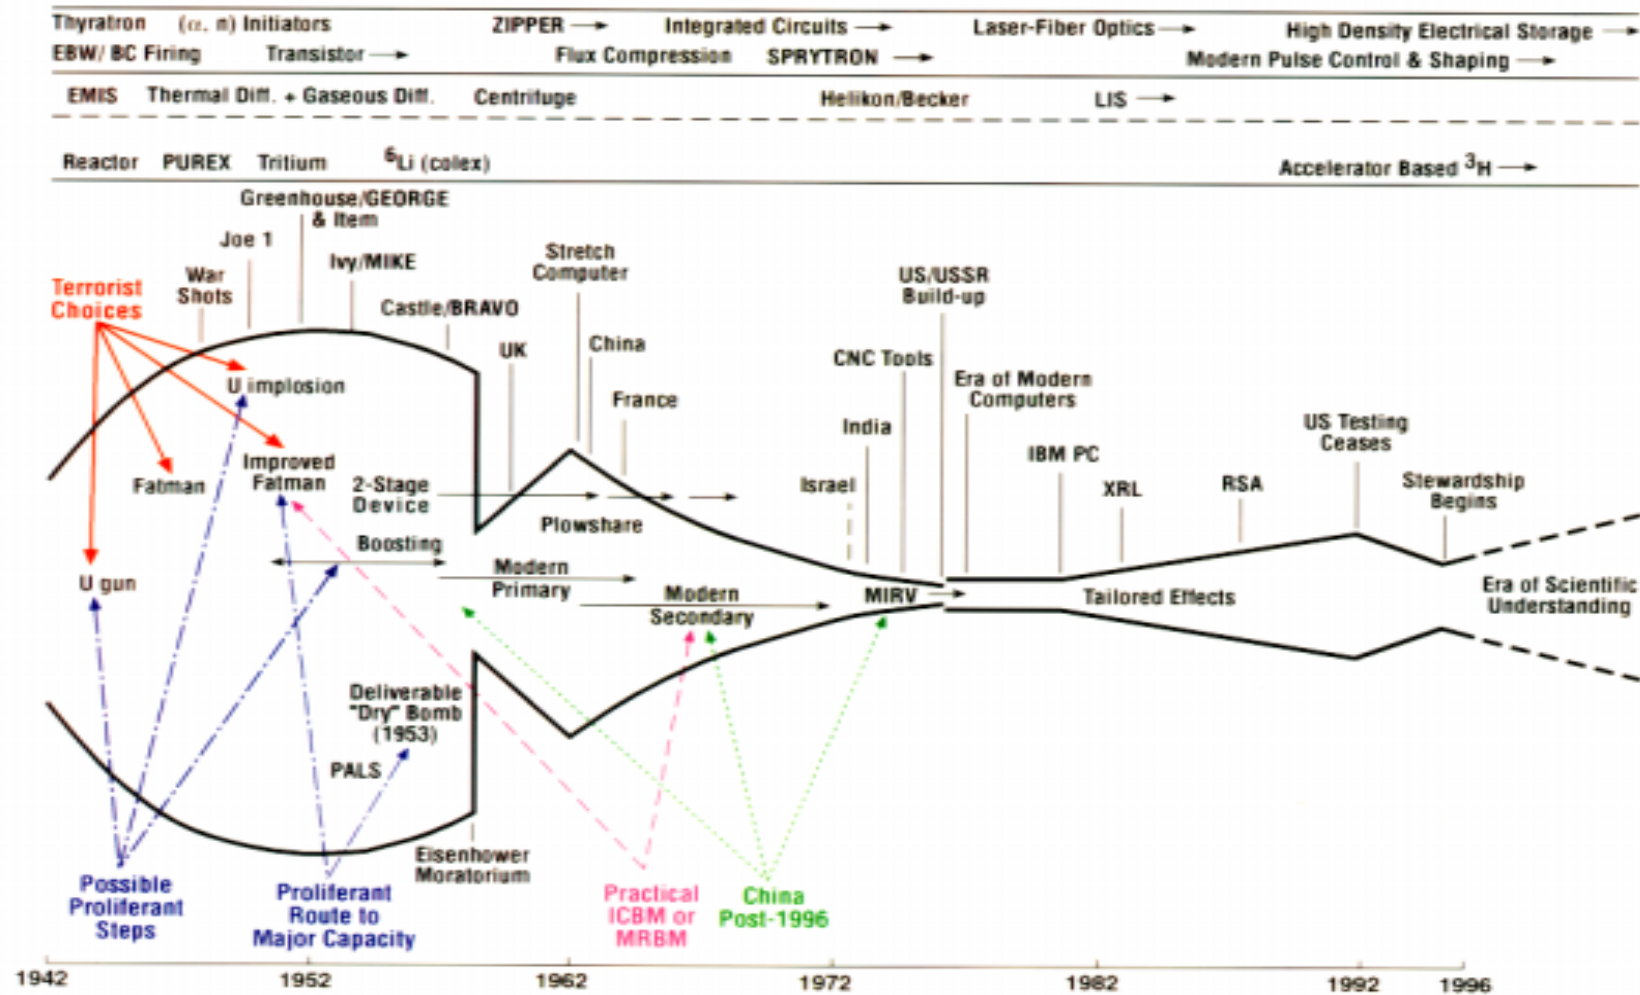 Thyratron (α, n) Initiators ZIPPER Integrated Circuits Laser-Fiber Optics High Density Electrical Storage
EBW/ BC Firing Transistor Flux Compression SPRYTRON Modern Pulse Control & Shaping
EMIS Thermal Diff. + Gaseous Diff. Centrifuge Helikon/Becker LIS
Reactor PUREX Tritium ⁶Li (colex) Accelerator Based ³H
Greenhouse/GEORGE
& Item
Joe 1
Ivy/MIKE
War
Shots
Castle/BRAVO
Terrorist
Choices
Stretch
Computer
UK
China
France
US/USSR
Build-up
CNC Tools
Era of Modern
Computers
India
Israel
IBM PC
XRL
RSA
US Testing
Ceases
Stewardship
Begins
U implosion
Improved
Fatman
Fatman
2-Stage
Device
Plowshare
Boosting
U gun
Modern
Primary
Modern
Secondary
MIRV
Tailored Effects
Era of Scientific
Understanding
Deliverable
"Dry" Bomb
(1953)
PALS
Eisenhower
Moratorium
Possible
Proliferant
Steps
Proliferant
Route to
Major Capacity
Practical
ICBM or
MRBM
China
Post-1996
1942 1952 1962 1972 1982 1992 1996